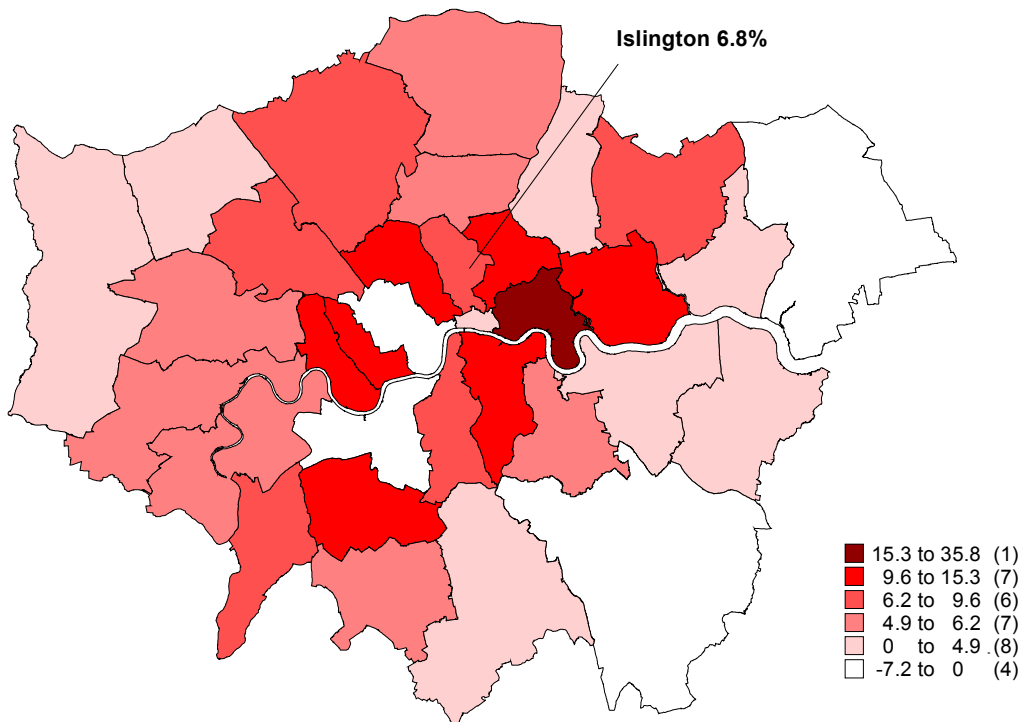 Islington 6.8%
15.3 to 35.8 (1)
9.6 to 15.3 (7)
6.2 to 9.6 (6)
4.9 to 6.2 (7)
0 to 4.9 . (8)
-7.2 to 0 (4)